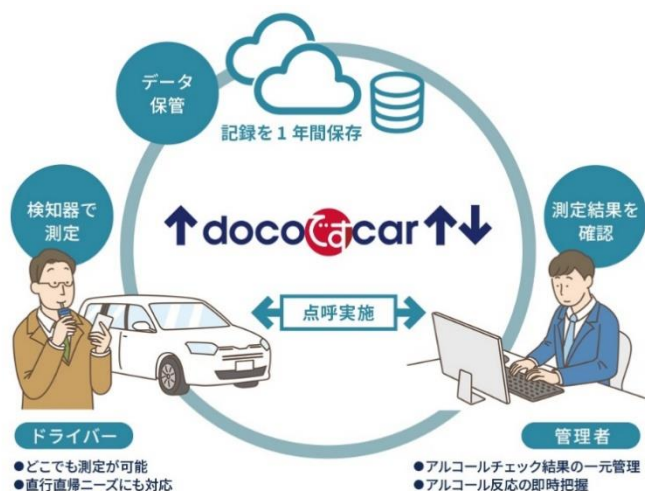 データ
保管
記録を1年間保存
検知器で
測定
↑docoですcar↑↓
測定結果を
確認
点呼実施
ドライバー
●どこでも測定が可能
●直行直帰ニーズにも対応
管理者
●アルコールチェック結果の一元管理
●アルコール反応の即時把握